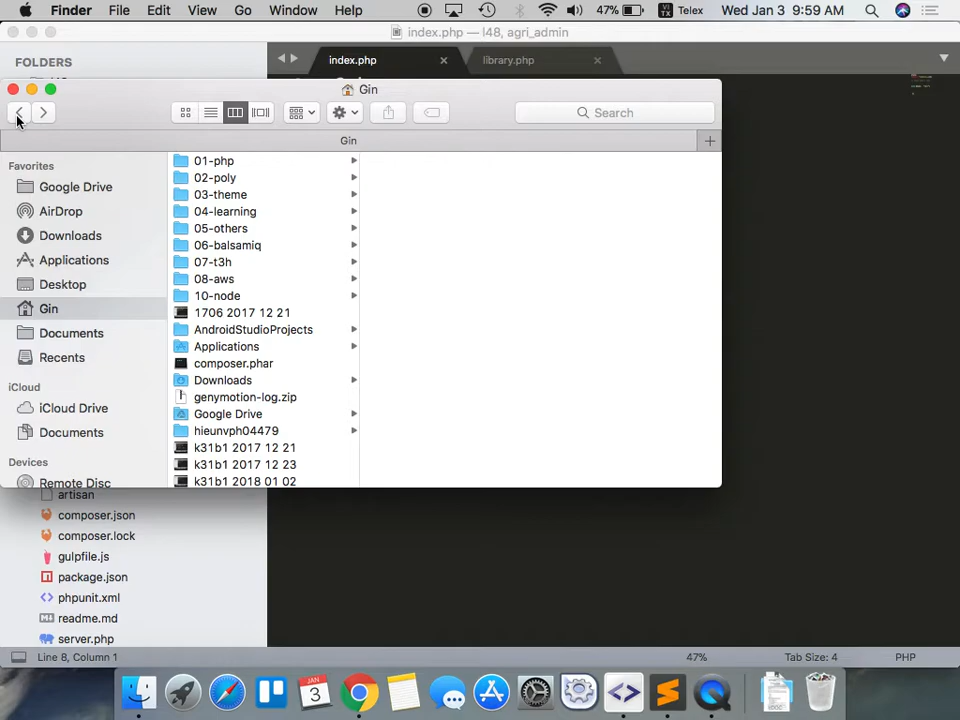 Finder File Edit View Go Window Help 47% VI TX Telex Wed Jan 3 9:59 AM
index.php — l48, agri_admin
FOLDERS
index.php
library.php
Gin
Search
Gin
Favorites
Google Drive
AirDrop
Downloads
Applications
Desktop
Gin
Documents
Recents
iCloud
iCloud Drive
Documents
Devices
Remote Disc
01-php
02-poly
03-theme
04-learning
05-others
06-balsamiq
07-t3h
08-aws
10-node
1706 2017 12 21
AndroidStudioProjects
Applications
composer.phar
Downloads
genymotion-log.zip
Google Drive
hieunvph04479
k31b1 2017 12 21
k31b1 2017 12 23
k31b1 2018 01 02
artisan
composer.json
composer.lock
gulpfile.js
package.json
phpunit.xml
readme.md
server.php
Line 8, Column 1
47%
Tab Size: 4
PHP
JAN
3